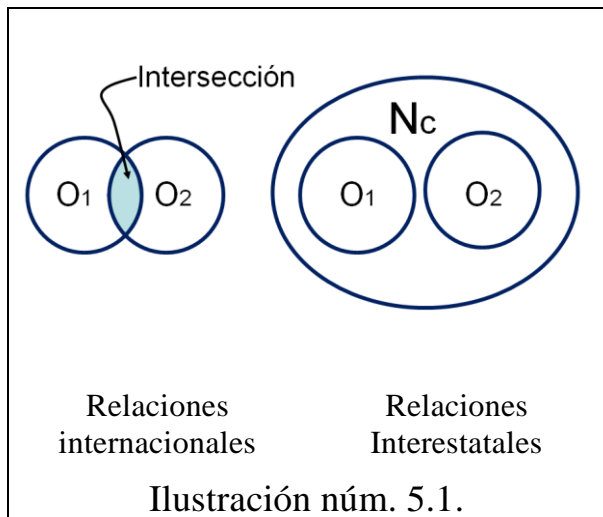 Intersección
O1 O2
Nc
O1 O2
Relaciones
internacionales
Relaciones
Interestatales
Ilustración núm. 5.1.